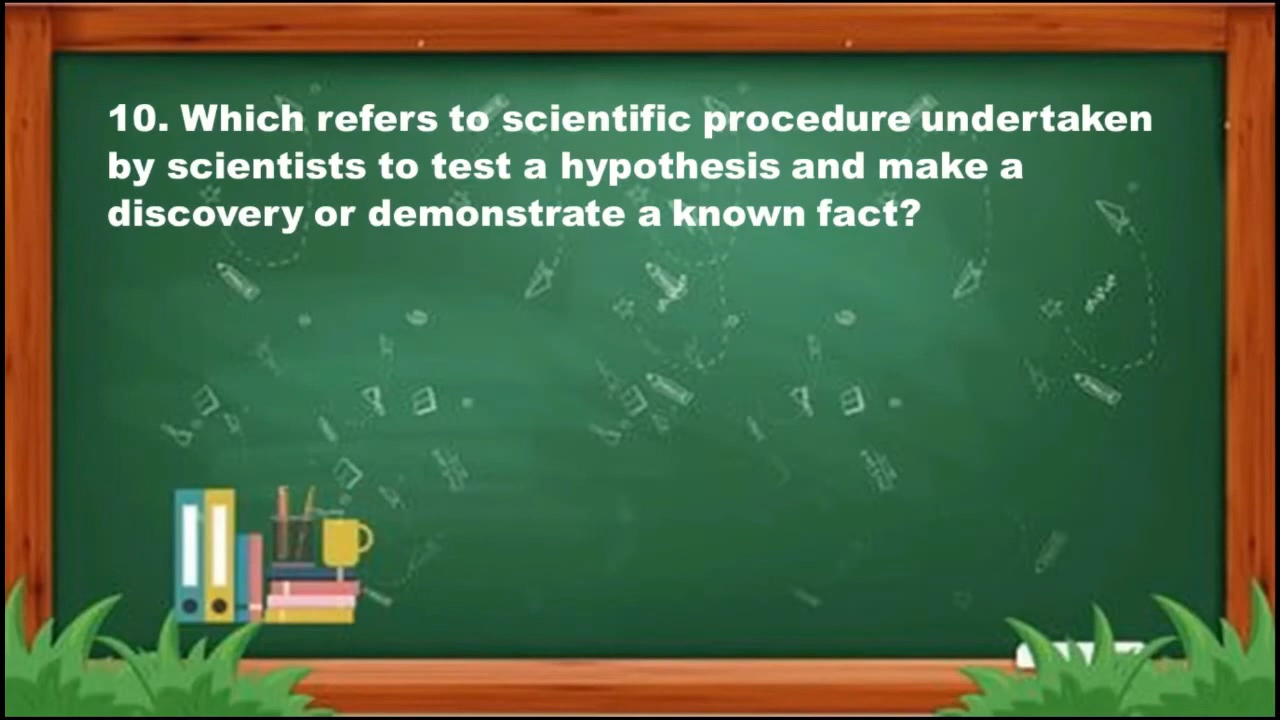 10. Which refers to scientific procedure undertaken
by scientists to test a hypothesis and make a
discovery or demonstrate a known fact?